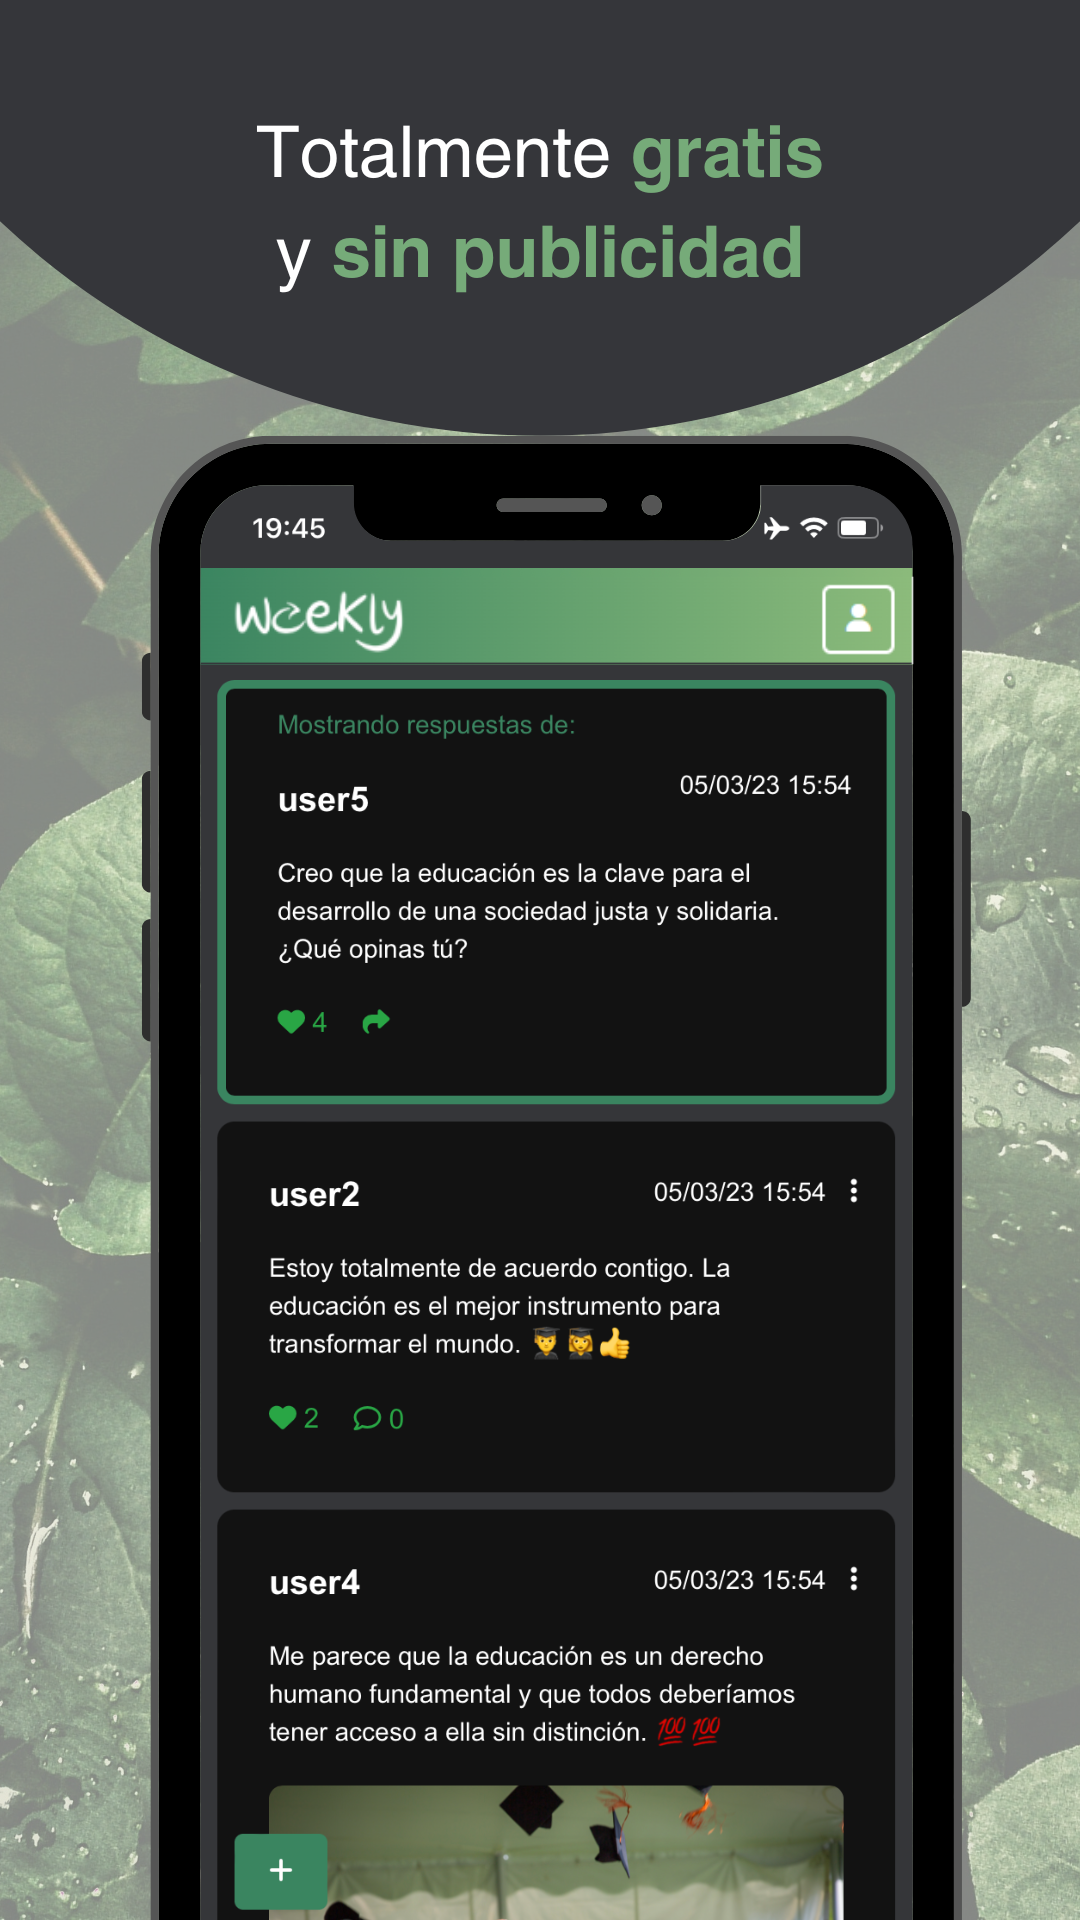 Totalmente gratis
y sin publicidad
19:45
weekly
Mostrando respuestas de:
user5
05/03/23 15:54
Creo que la educación es la clave para el
desarrollo de una sociedad justa y solidaria.
¿Qué opinas tú?
4
user2
05/03/23 15:54
Estoy totalmente de acuerdo contigo. La
educación es el mejor instrumento para
transformar el mundo. 👨‍🎓👩‍🎓👍
2 0
user4
05/03/23 15:54
Me parece que la educación es un derecho
humano fundamental y que todos deberíamos
tener acceso a ella sin distinción. 💯💯
+